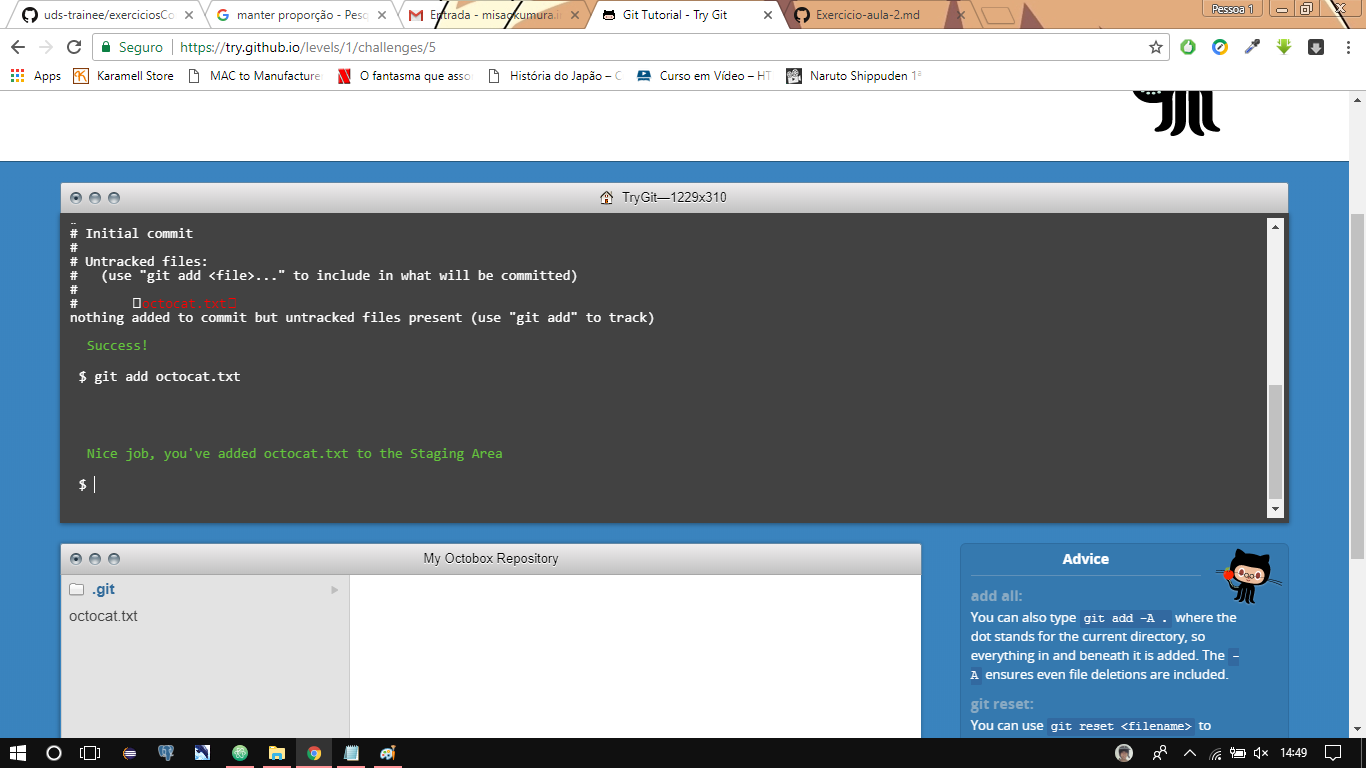 uds-trainee/exerciciosCo
manter proporção - Pesq
Entrada - misaokumura.in
Git Tutorial - Try Git
Exercicio-aula-2.md
Pessoa 1
Seguro
https://try.github.io/levels/1/challenges/5
Apps
Karamell Store
MAC to Manufacture
O fantasma que asso
História do Japão – C
Curso em Vídeo – HT
Naruto Shippuden 1ª
TryGit—1229x310
# Initial commit
#
# Untracked files:
#   (use "git add <file>..." to include in what will be committed)
#
#       octocat.txt"
nothing added to commit but untracked files present (use "git add" to track)
Success!
$ git add octocat.txt
Nice job, you've added octocat.txt to the Staging Area
$
My Octobox Repository
.git
octocat.txt
Advice
add all:
You can also type git add -A . where the
dot stands for the current directory, so
everything in and beneath it is added. The -
A ensures even file deletions are included.
git reset:
You can use git reset <filename> to
14:49